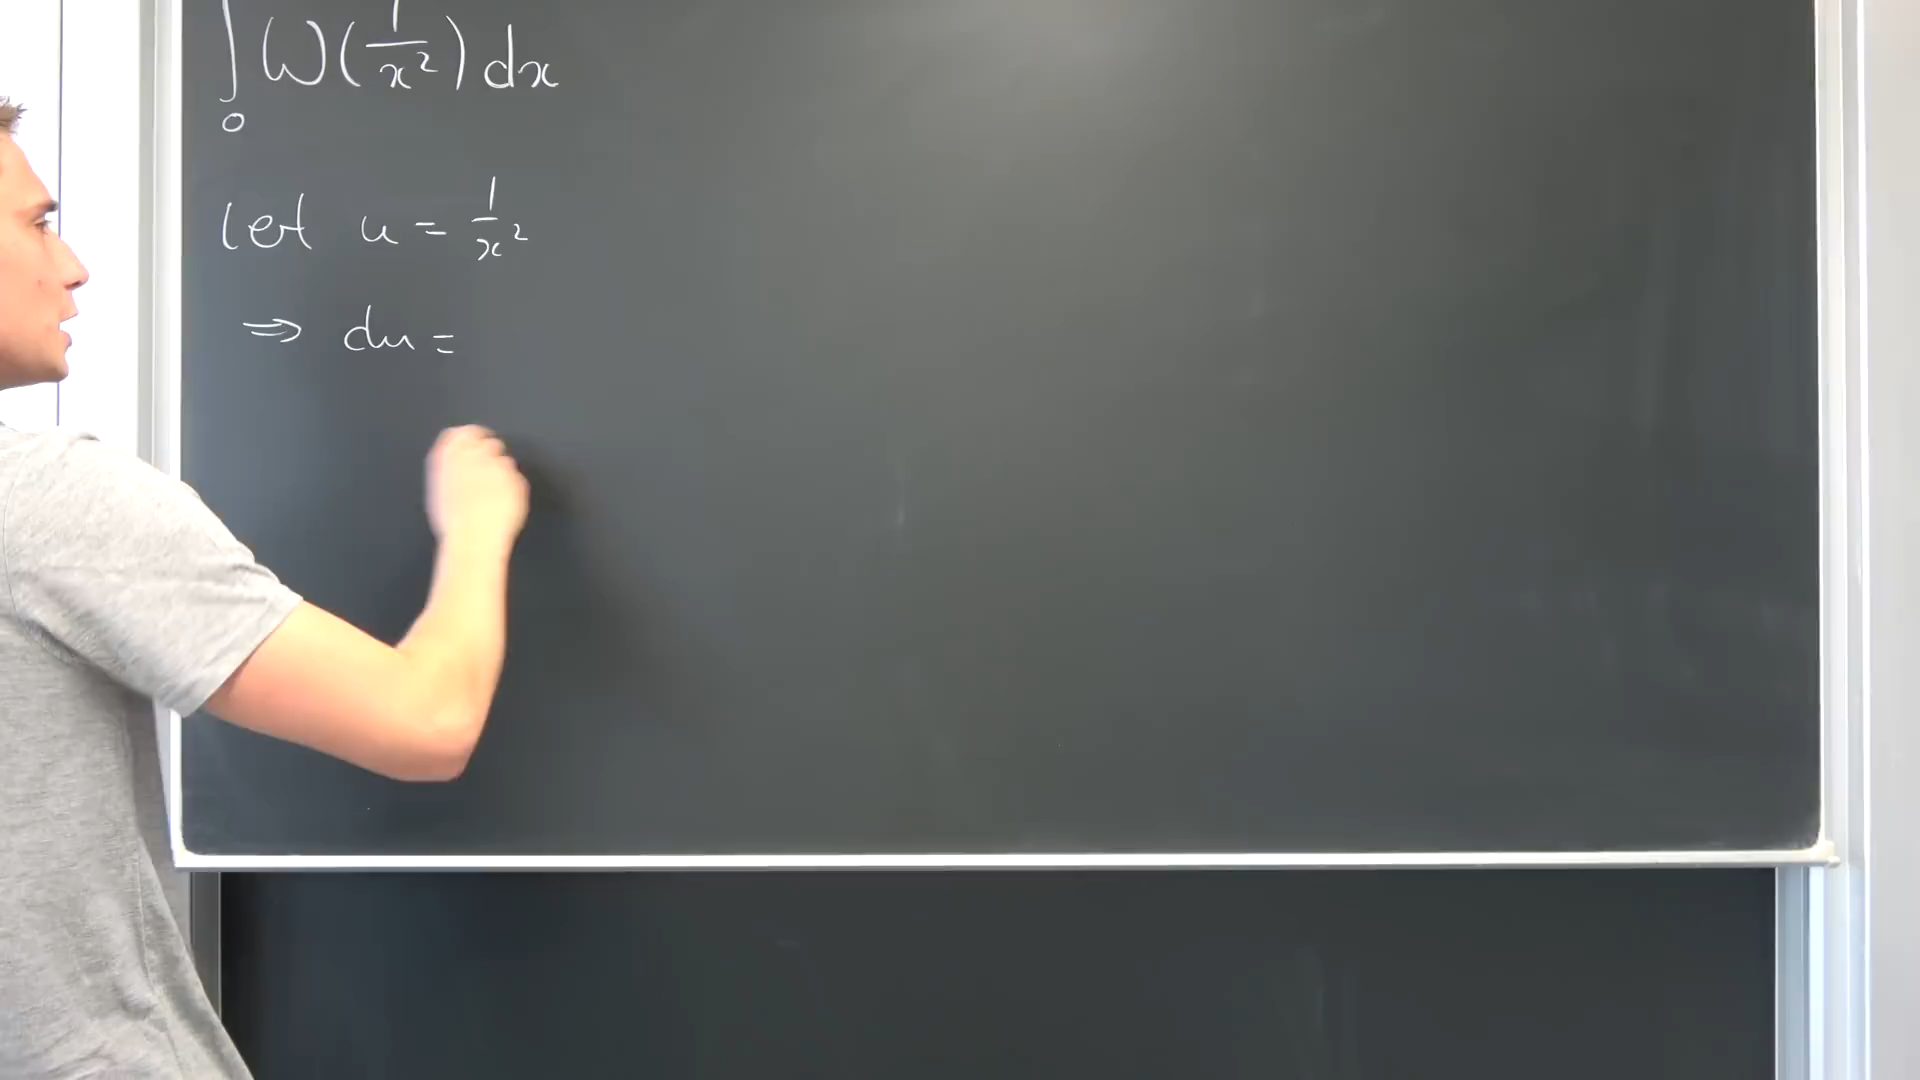 ∫₀ W(1/x²) dx
let u = 1/x²
⇒ du =